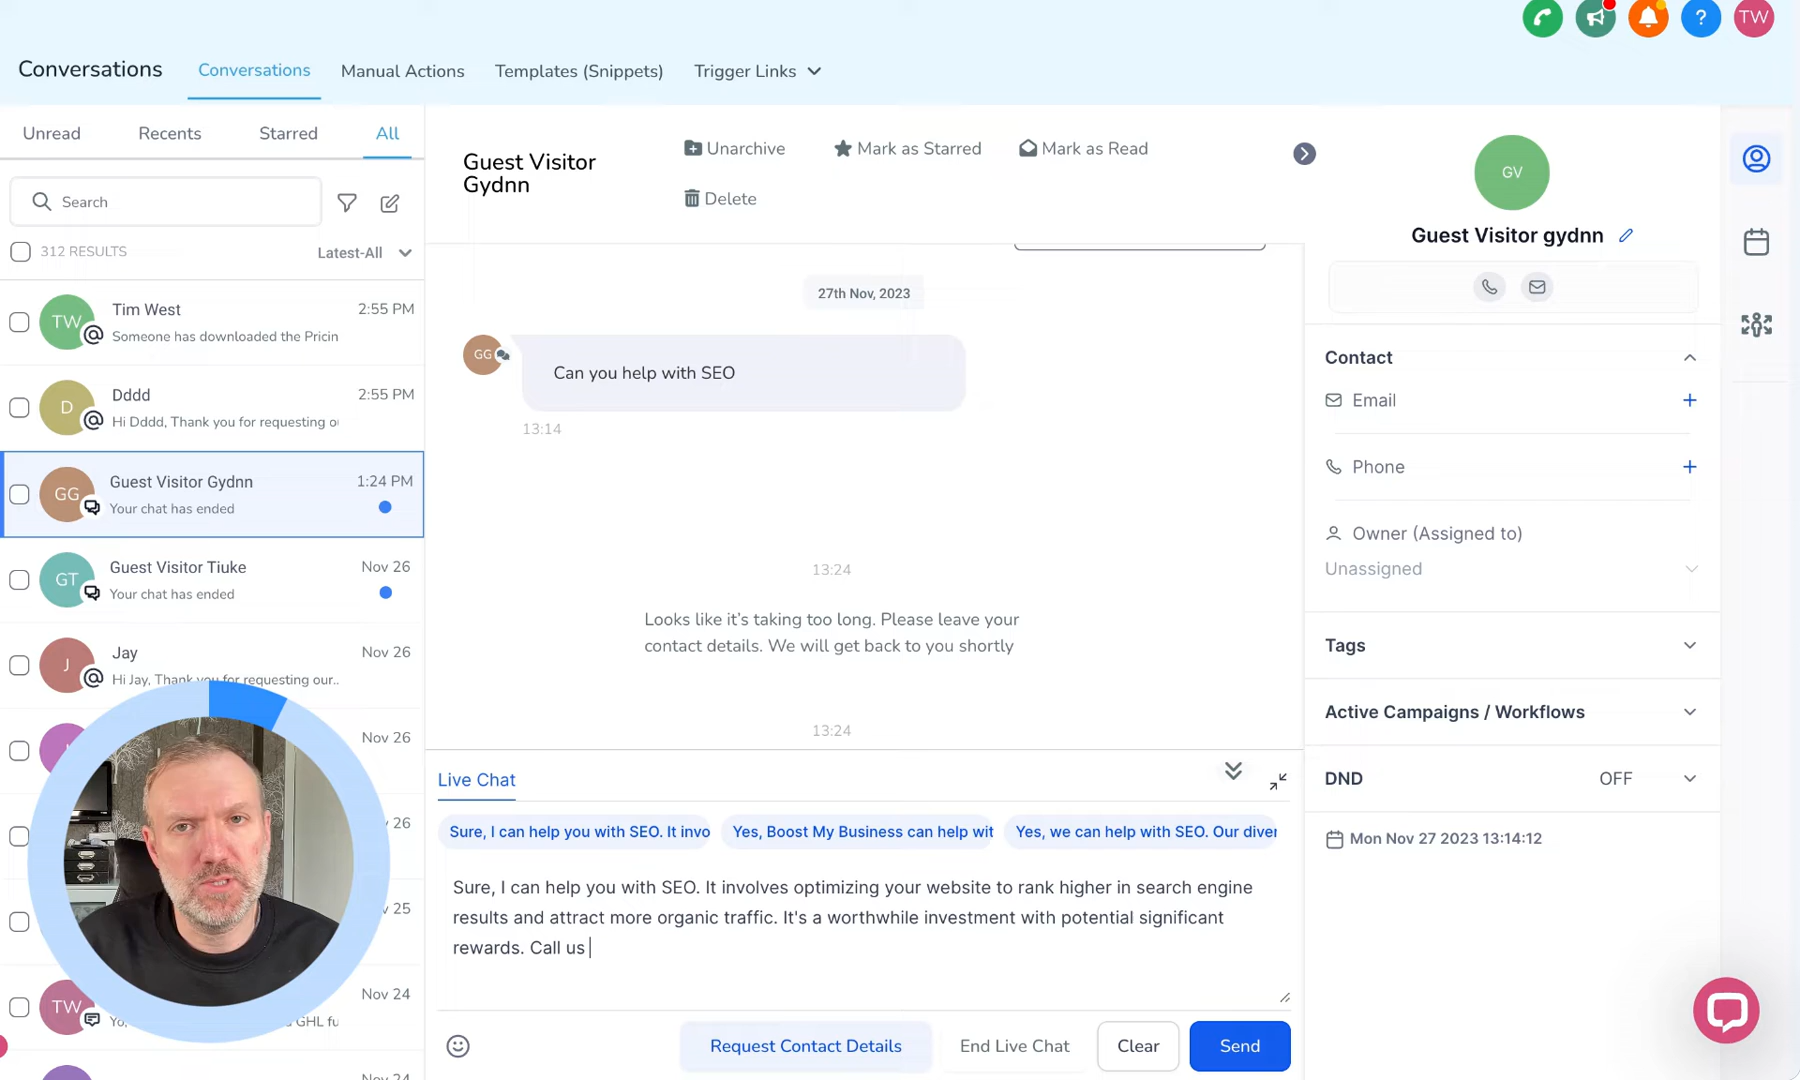 TW
Conversations
Conversations
Manual Actions
Templates (Snippets)
Trigger Links
Unread
Recents
Starred
All
Search
312 RESULTS
Latest-All
TW
Tim West
2:55 PM
Someone has downloaded the Pricin
D
Dddd
2:55 PM
Hi Dddd, Thank you for requesting ou
GG
Guest Visitor Gydnn
1:24 PM
Your chat has ended
GT
Guest Visitor Tiuke
Nov 26
Your chat has ended
J
Jay
Nov 26
Hi Jay, Thank you for requesting our..
Nov 26
26
v 25
TW
Nov 24
GHL fu
Nov 24
Guest Visitor
Gydnn
Unarchive
Mark as Starred
Mark as Read
Delete
27th Nov, 2023
GG
Can you help with SEO
13:14
13:24
Looks like it's taking too long. Please leave your
contact details. We will get back to you shortly
13:24
Live Chat
Sure, I can help you with SEO. It invo
Yes, Boost My Business can help wit
Yes, we can help with SEO. Our diver
Sure, I can help you with SEO. It involves optimizing your website to rank higher in search engine
results and attract more organic traffic. It's a worthwhile investment with potential significant
rewards. Call us
Request Contact Details
End Live Chat
Clear
Send
GV
Guest Visitor gydnn
Contact
Email
Phone
Owner (Assigned to)
Unassigned
Tags
Active Campaigns / Workflows
DND
OFF
Mon Nov 27 2023 13:14:12